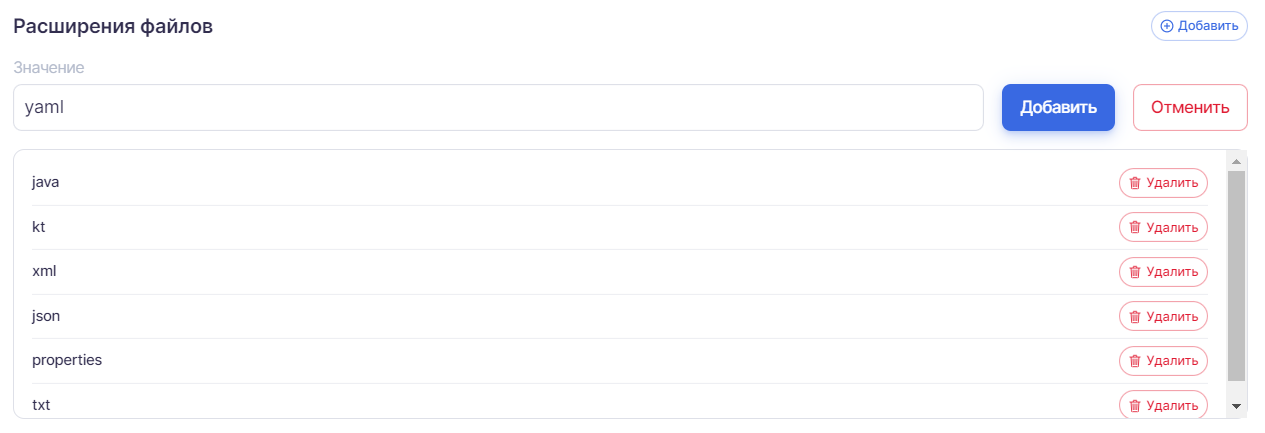 Расширения файлов Добавить
Значение
yaml Добавить Отменить
java Удалить
kt Удалить
xml Удалить
json Удалить
properties Удалить
txt Удалить